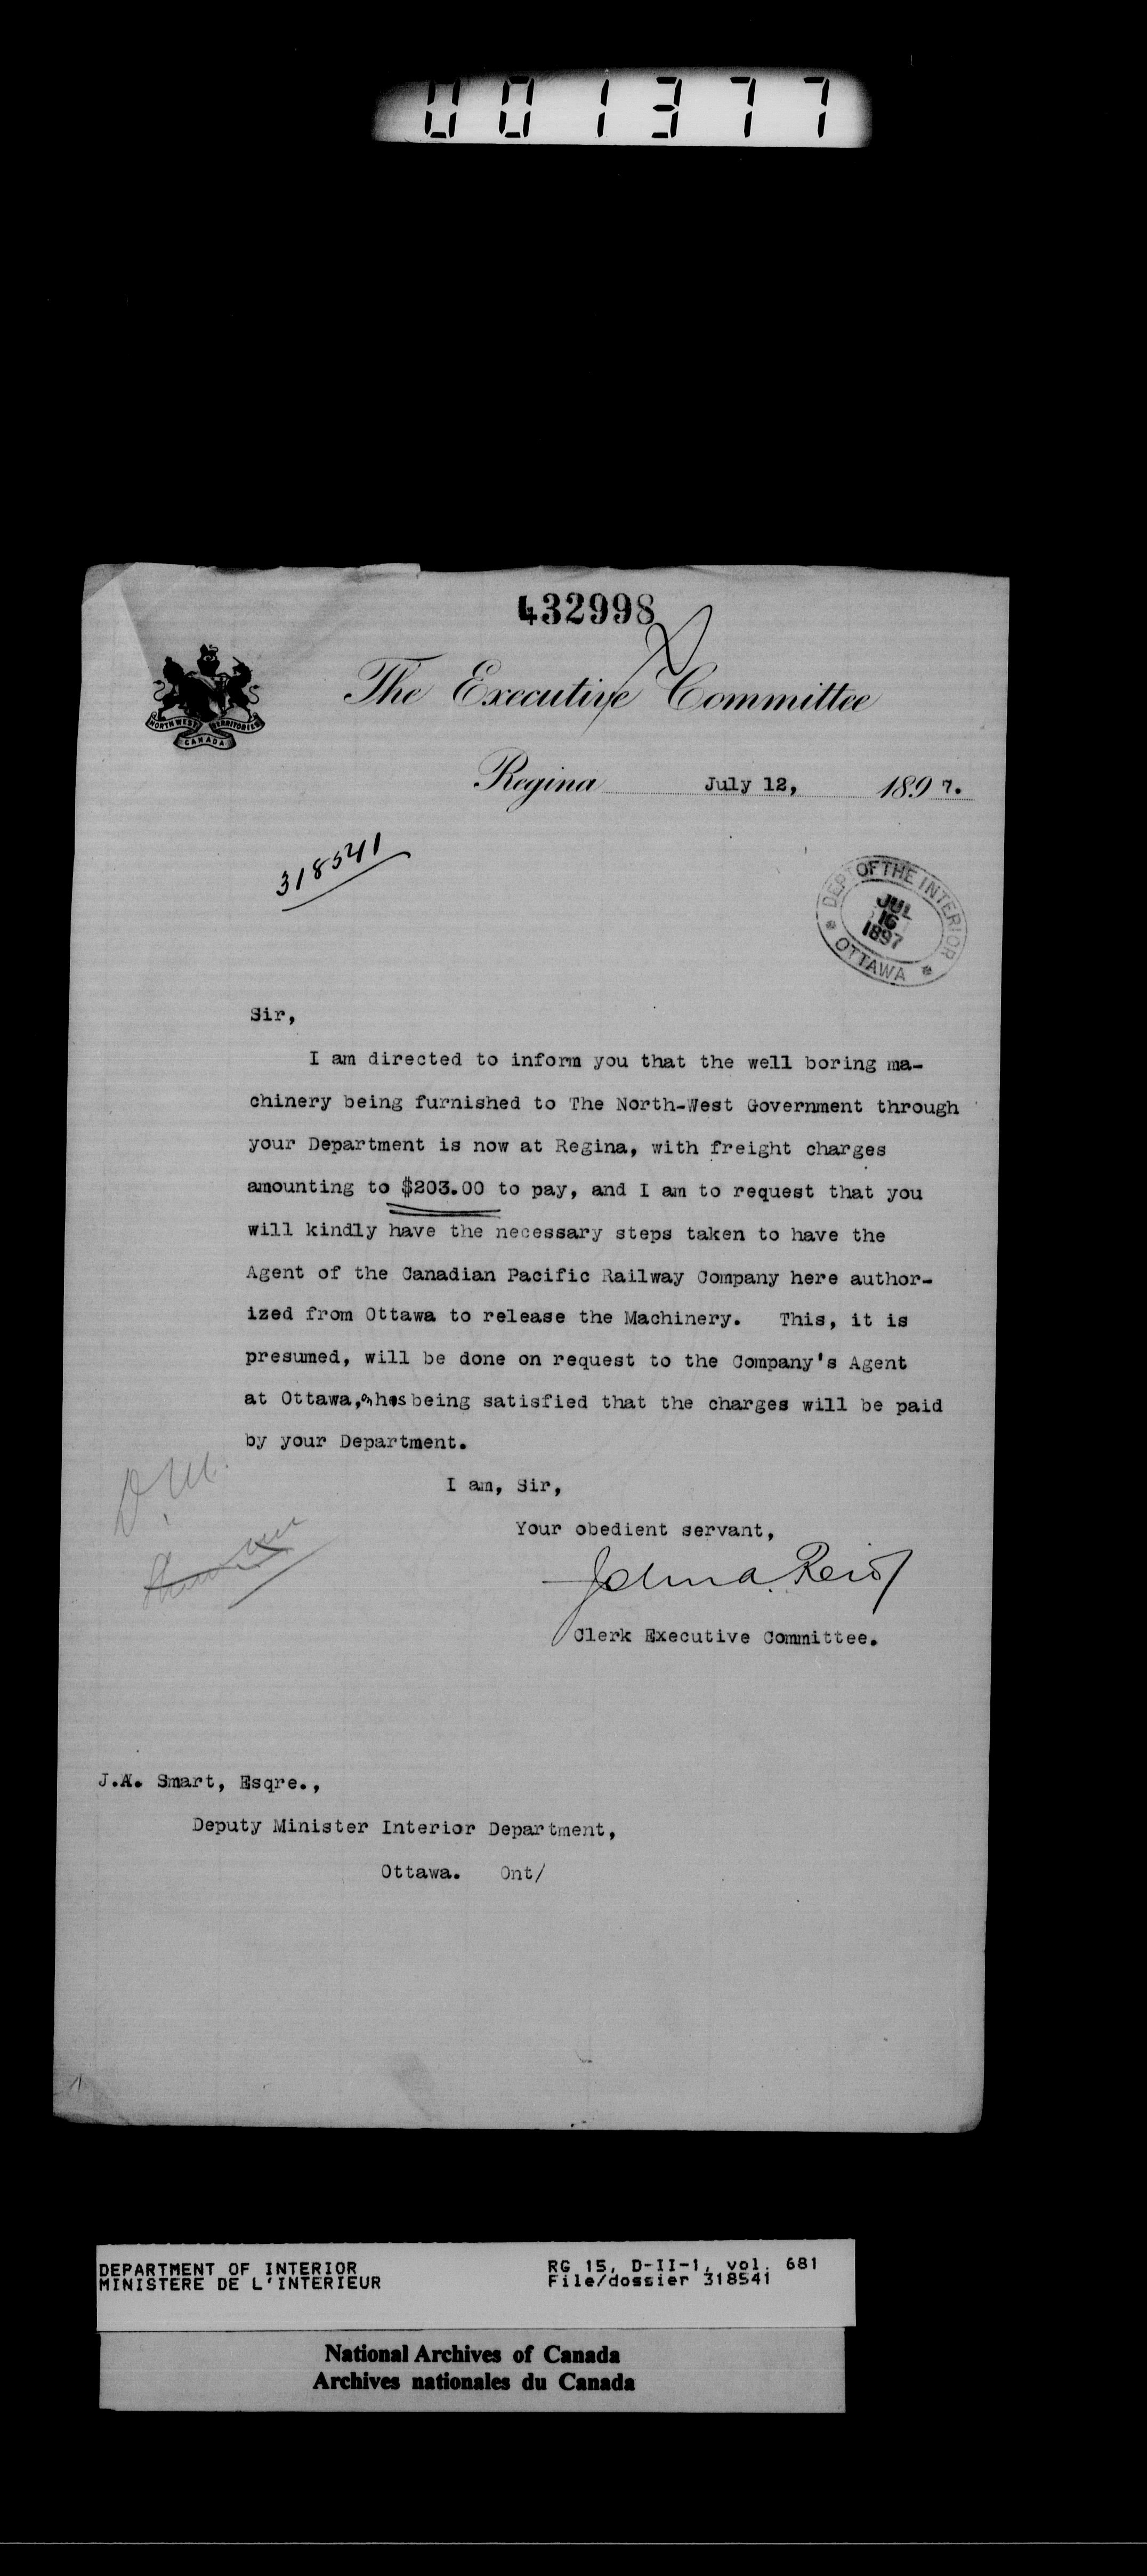 001377
432998
NORTH WEST TERRITORIES
CANADA
The Executive Committee
Regina July 12, 1897.
318541
DEPT OF THE INTERIOR
JUL
16
1897
OTTAWA
Sir,
I am directed to inform you that the well boring ma-
chinery being furnished to The North-West Government through
your Department is now at Regina, with freight charges
amounting to $203.00 to pay, and I am to request that you
will kindly have the necessary steps taken to have the
Agent of the Canadian Pacific Railway Company here author-
ized from Ottawa to release the Machinery. This, it is
presumed, will be done on request to the Company's Agent
at Ottawa, on his being satisfied that the charges will be paid
by your Department.
D.M.
I am, Sir,
Your obedient servant,
John A. Reid
Clerk Executive Committee.
J.A. Smart, Esqre.,
Deputy Minister Interior Department,
Ottawa. Ont/
DEPARTMENT OF INTERIOR RG 15, D-II-1, vol. 681
MINISTERE DE L'INTERIEUR File/dossier 318541
National Archives of Canada
Archives nationales du Canada